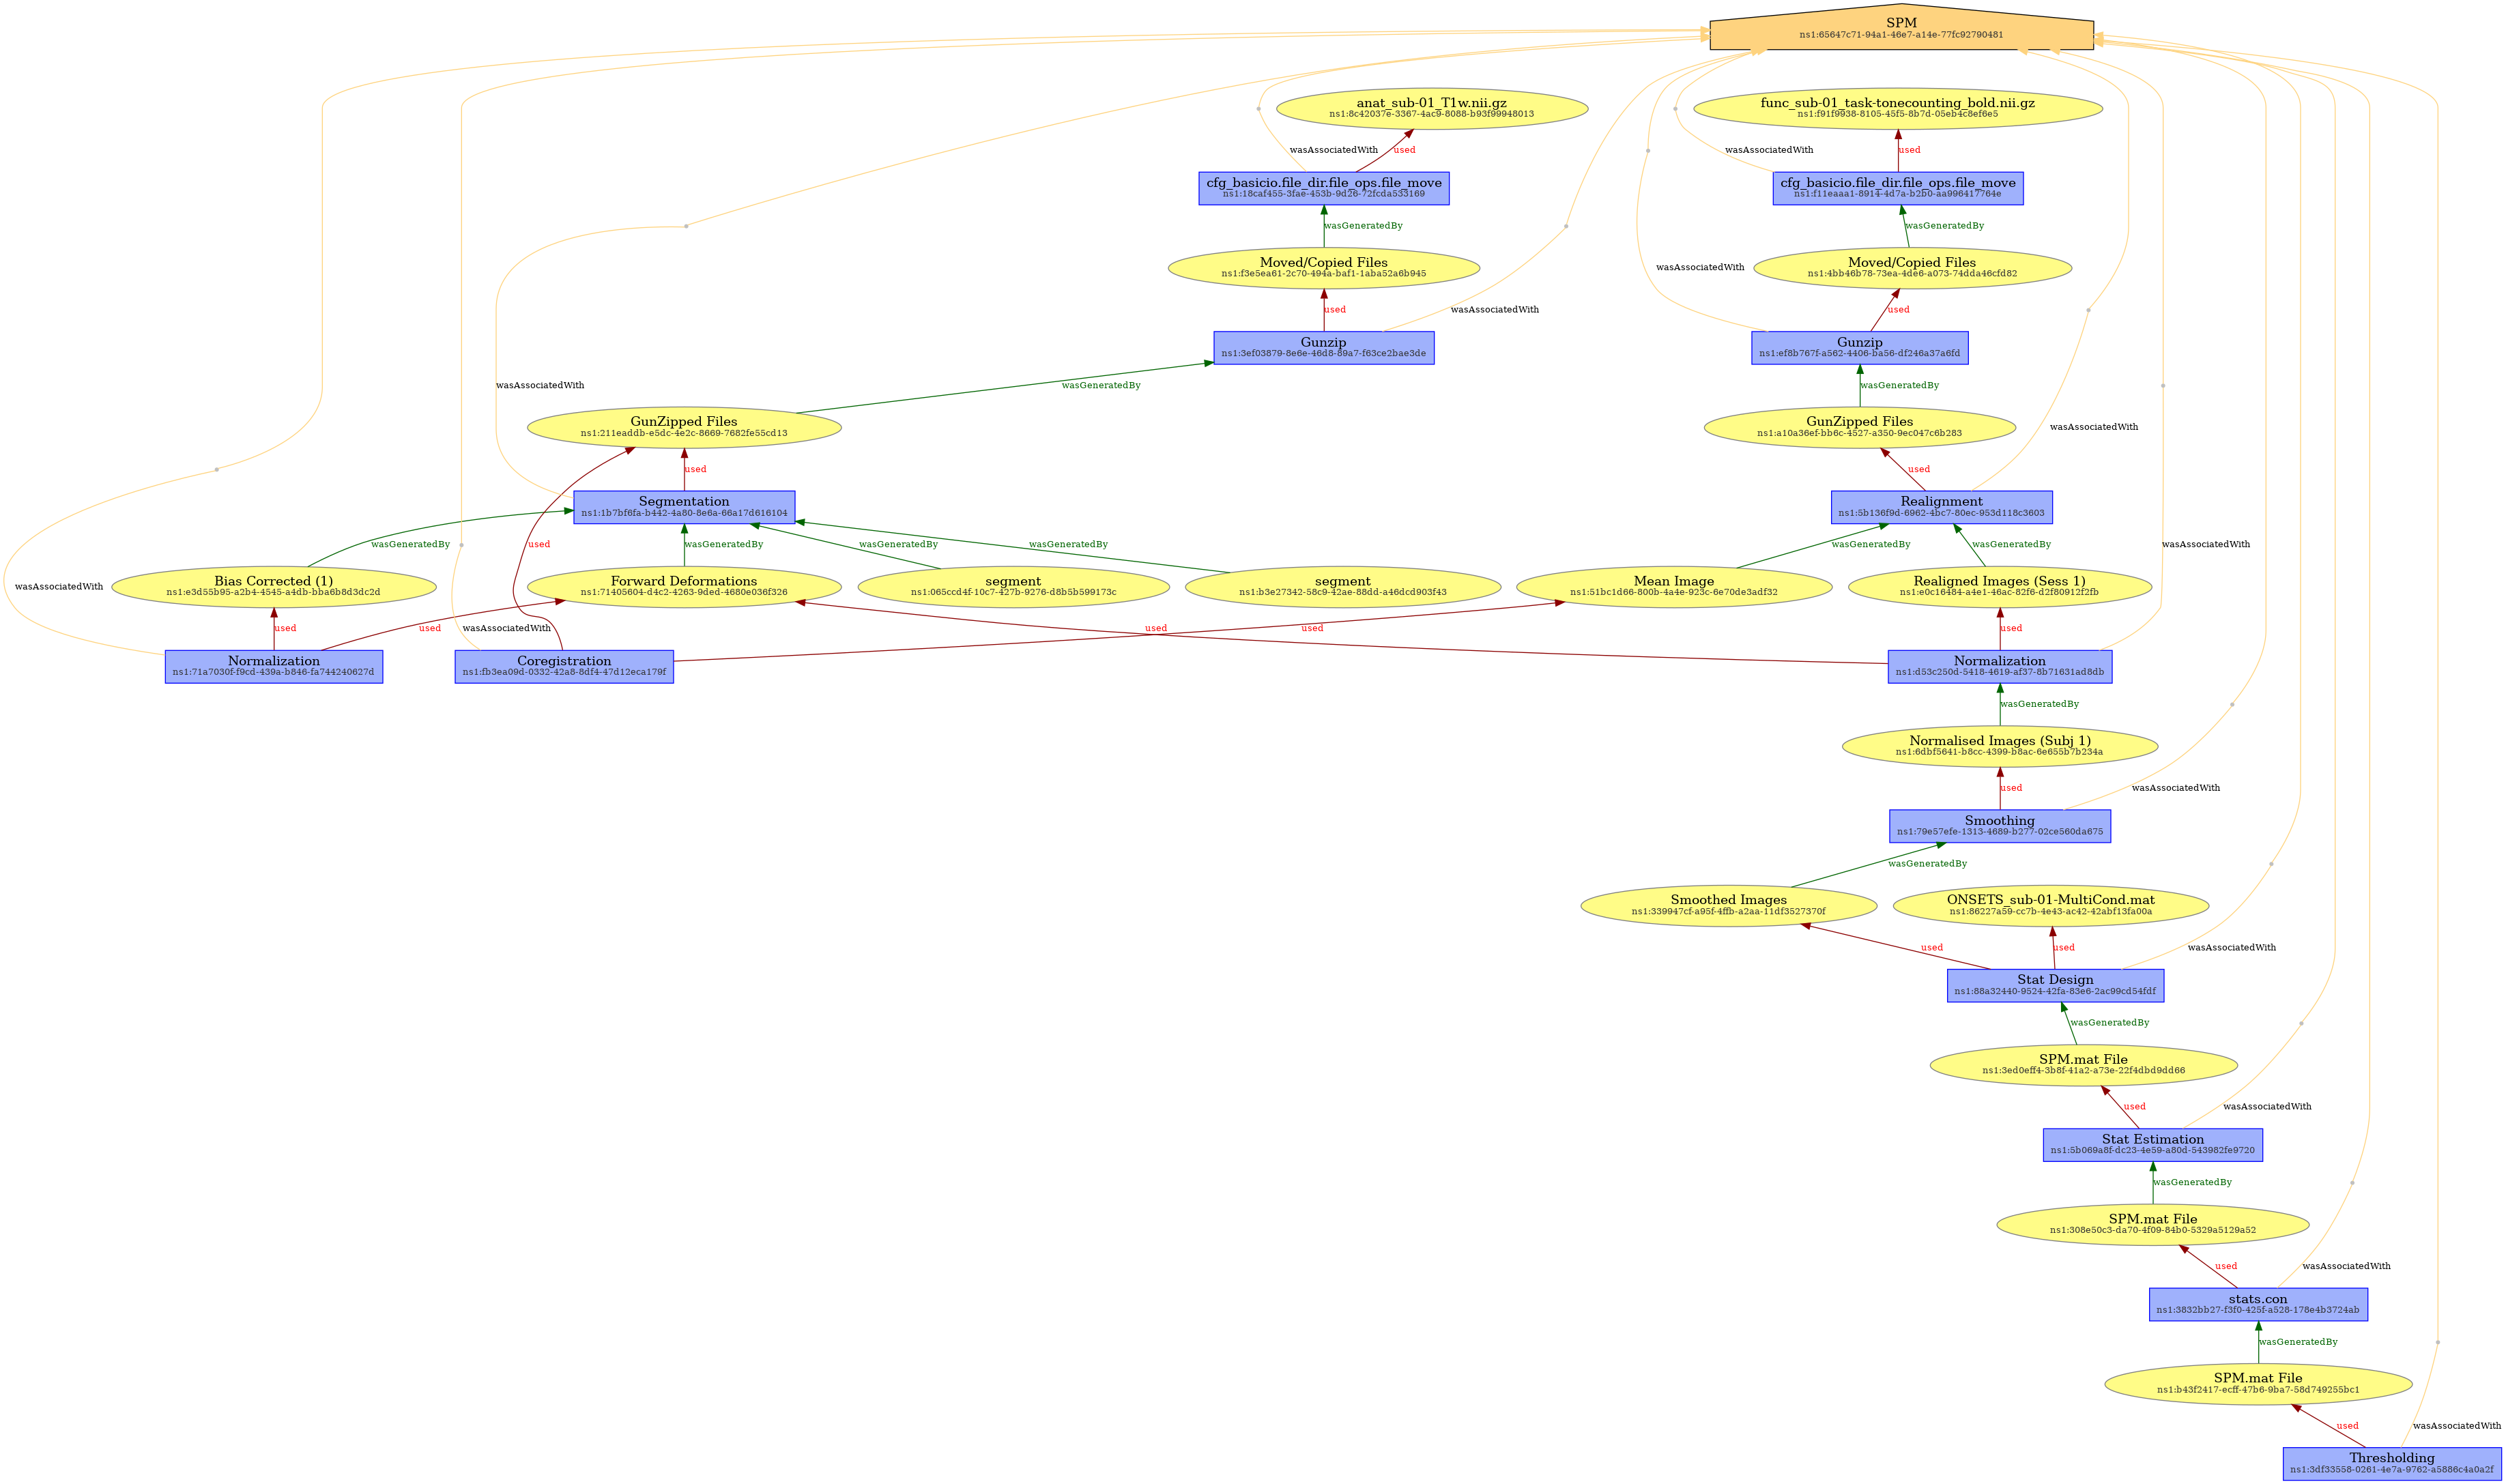 SPM
ns1:65647c71-94a1-46e7-a14e-77fc92790481
anat_sub-01_T1w.nii.gz
ns1:8c42037e-3367-4ac9-8088-b93f99948013
func_sub-01_task-tonecounting_bold.nii.gz
ns1:f91f9938-8105-45f5-8b7d-05eb4c8ef6e5
wasAssociatedWith
used
wasAssociatedWith
used
cfg_basicio.file_dir.file_ops.file_move
ns1:18caf455-3fae-453b-9d26-72fcda533169
cfg_basicio.file_dir.file_ops.file_move
ns1:f11eaaa1-8914-4d7a-b2b0-aa996417764e
wasGeneratedBy
wasGeneratedBy
Moved/Copied Files
ns1:f3e5ea61-2c70-494a-baf1-1aba52a6b945
wasAssociatedWith
Moved/Copied Files
ns1:4bb46b78-73ea-4de6-a073-74dda46cfd82
used
wasAssociatedWith
used
Gunzip
ns1:3ef03879-8e6e-46d8-89a7-f63ce2bae3de
Gunzip
ns1:ef8b767f-a562-4406-ba56-df246a37a6fd
wasAssociatedWith
wasGeneratedBy
wasGeneratedBy
GunZipped Files
ns1:211eaddb-e5dc-4e2c-8669-7682fe55cd13
GunZipped Files
ns1:a10a36ef-bb6c-4527-a350-9ec047c6b283
wasAssociatedWith
used
used
Segmentation
ns1:1b7bf6fa-b442-4a80-8e6a-66a17d616104
Realignment
ns1:5b136f9d-6962-4bc7-80ec-953d118c3603
wasGeneratedBy
used
wasGeneratedBy
wasGeneratedBy
wasGeneratedBy
wasGeneratedBy
wasGeneratedBy
wasAssociatedWith
wasAssociatedWith
Bias Corrected (1)
ns1:e3d55b95-a2b4-4545-a4db-bba6b8d3dc2d
Forward Deformations
ns1:71405604-d4c2-4263-9ded-4680e036f326
segment
ns1:065ccd4f-10c7-427b-9276-d8b5b599173c
segment
ns1:b3e27342-58c9-42ae-88dd-a46dcd903f43
Mean Image
ns1:51bc1d66-800b-4a4e-923c-6e70de3adf32
Realigned Images (Sess 1)
ns1:e0c16484-a4e1-46ac-82f6-d2f80912f2fb
used
used
wasAssociatedWith
used
used
used
Normalization
ns1:71a7030f-f9cd-439a-b846-fa744240627d
Coregistration
ns1:fb3ea09d-0332-42a8-8df4-47d12eca179f
Normalization
ns1:d53c250d-5418-4619-af37-8b71631ad8db
wasGeneratedBy
Normalised Images (Subj 1)
ns1:6dbf5641-b8cc-4399-b8ac-6e655b7b234a
used
wasAssociatedWith
Smoothing
ns1:79e57efe-1313-4689-b277-02ce560da675
wasGeneratedBy
Smoothed Images
ns1:339947cf-a95f-4ffb-a2aa-11df3527370f
ONSETS_sub-01-MultiCond.mat
ns1:86227a59-cc7b-4e43-ac42-42abf13fa00a
used
used
wasAssociatedWith
Stat Design
ns1:88a32440-9524-42fa-83e6-2ac99cd54fdf
wasGeneratedBy
SPM.mat File
ns1:3ed0eff4-3b8f-41a2-a73e-22f4dbd9dd66
used
wasAssociatedWith
Stat Estimation
ns1:5b069a8f-dc23-4e59-a80d-543982fe9720
wasGeneratedBy
SPM.mat File
ns1:308e50c3-da70-4f09-84b0-5329a5129a52
used
wasAssociatedWith
stats.con
ns1:3832bb27-f3f0-425f-a528-178e4b3724ab
wasGeneratedBy
SPM.mat File
ns1:b43f2417-ecff-47b6-9ba7-58d749255bc1
used
wasAssociatedWith
Thresholding
ns1:3df33558-0261-4e7a-9762-a5886c4a0a2f